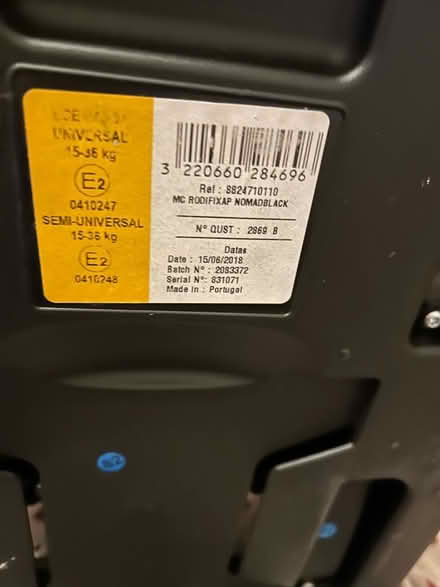 UNIVERSAL
15-36 kg
E2
0410247
SEMI-UNIVERSAL
15-36 kg
E2
0410248
3 220660 284696
Ref : 8824710110
MC RODIFIXAP NOMADBLACK
N° QUST : 2869 B
Datas
Date : 15/06/2018
Batch N° : 2083372
Serial N° : 831071
Made in : Portugal